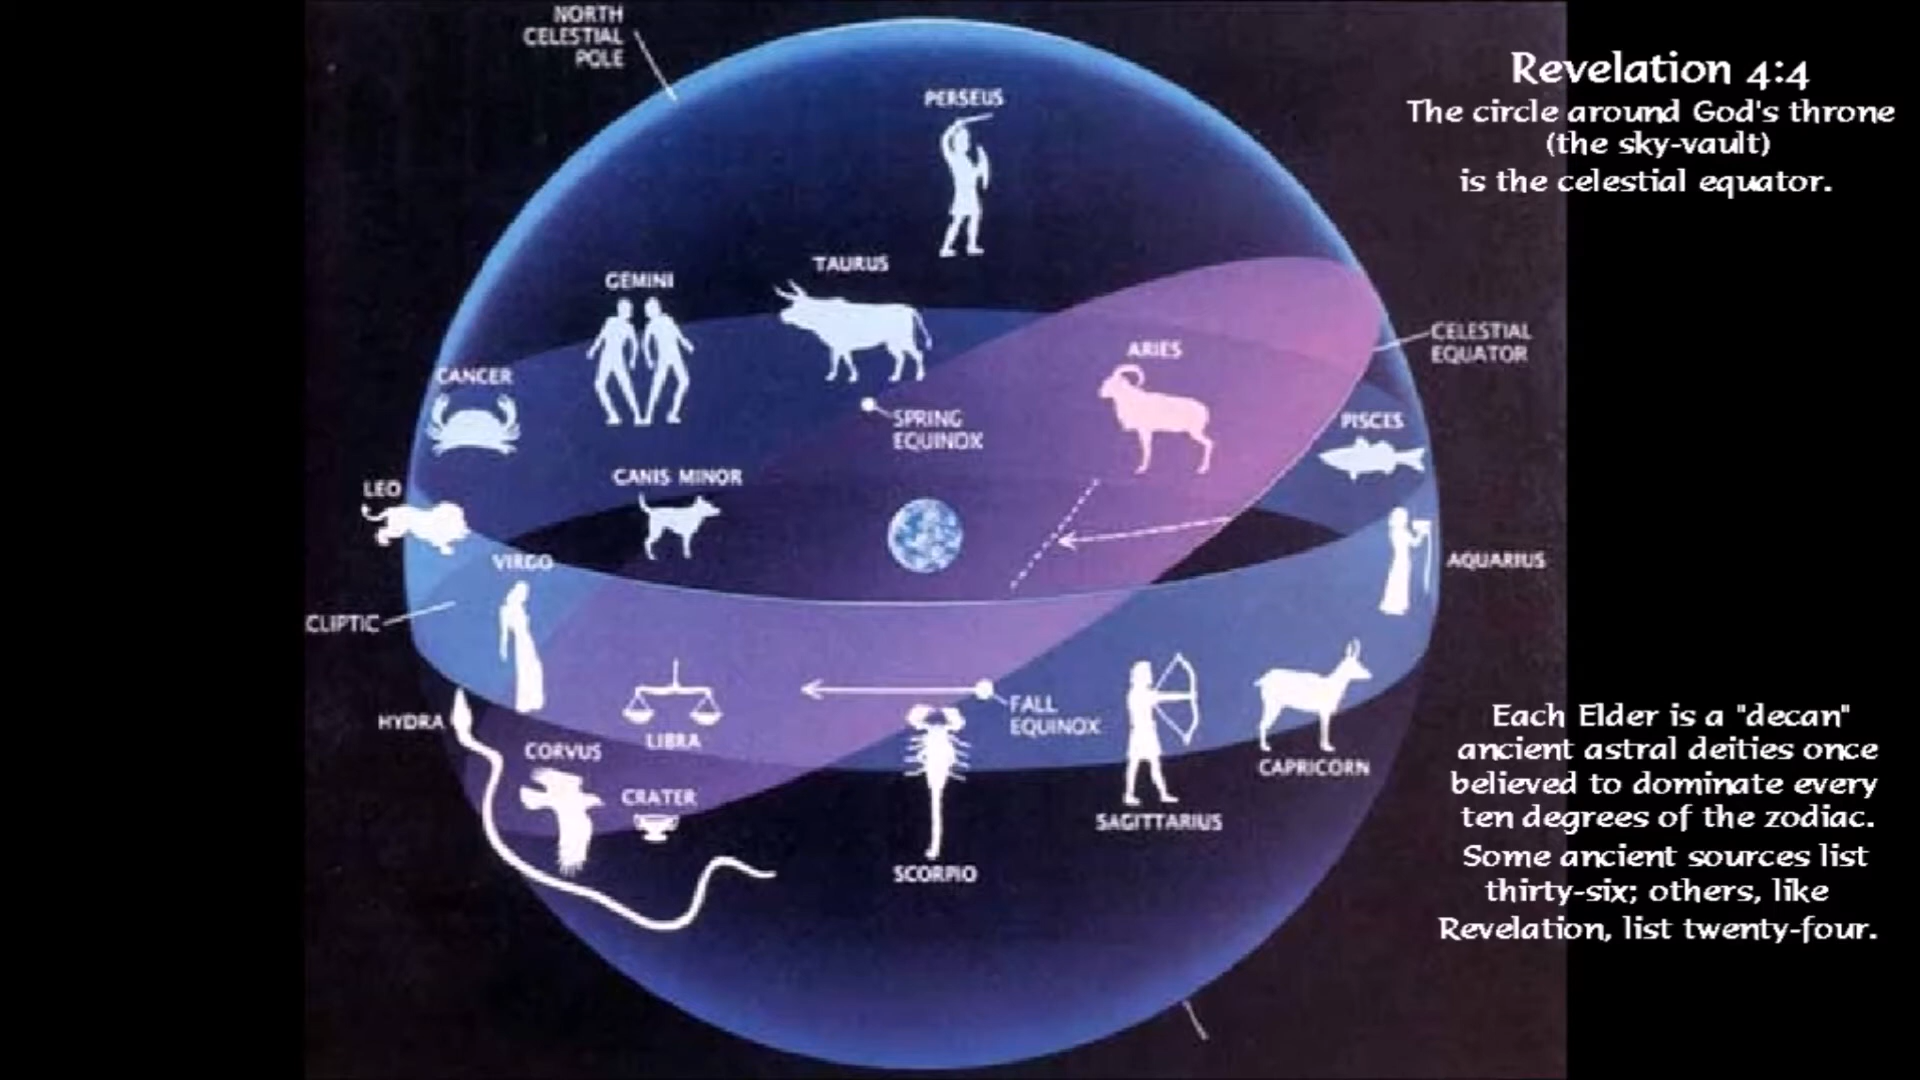 NORTH
CELESTIAL
POLE
Revelation 4:4
The circle around God's throne
(the sky-vault)
is the celestial equator.
PERSEUS
TAURUS
GEMINI
CELESTIAL
EQUATOR
ARIES
CANCER
SPRING
EQUINOX
PISCES
CANIS MINOR
LEO
VIRGO
AQUARIUS
CLIPTIC
FALL
EQUINOX
HYDRA
LIBRA
CORVUS
CAPRICORN
CRATER
SAGITTARIUS
SCORPIO
Each Elder is a "decan"
ancient astral deities once
believed to dominate every
ten degrees of the zodiac.
Some ancient sources list
thirty-six; others, like
Revelation, list twenty-four.